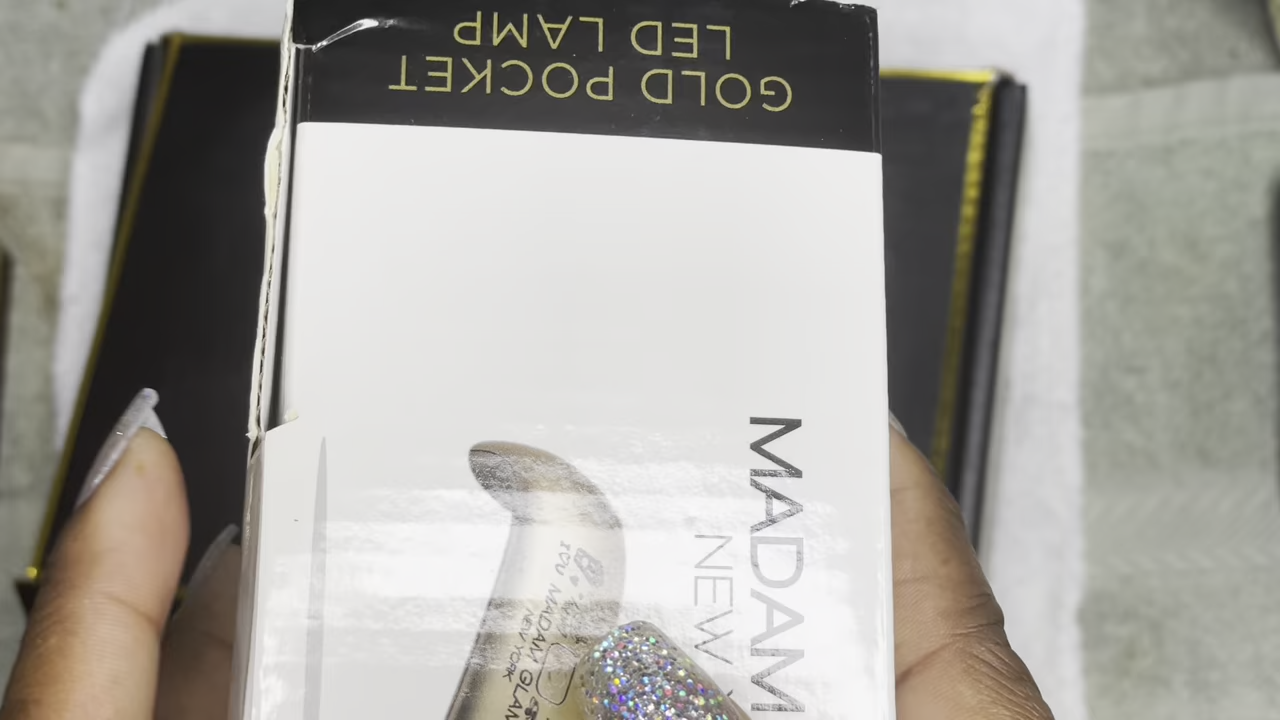 GOLD POCKET
LED LAMP
MADAM
NEW
MADAM GLAM
NEW YORK